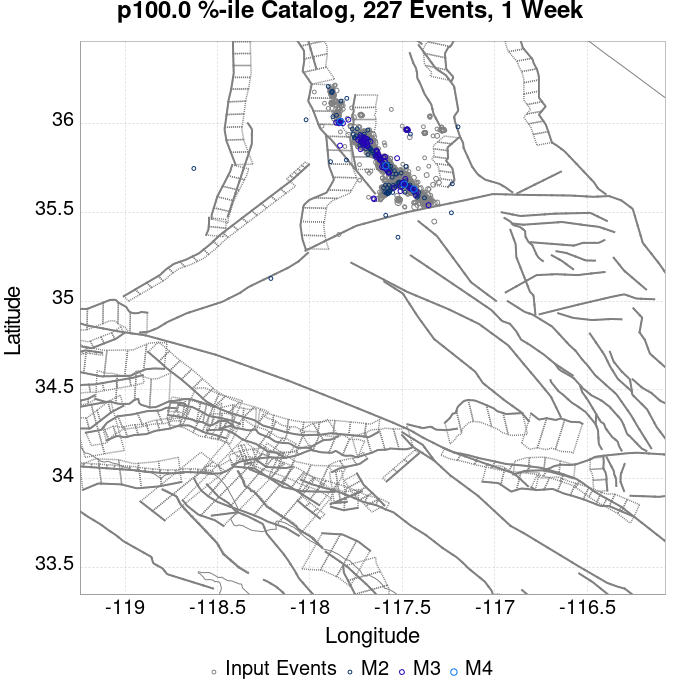 p100.0 %-ile Catalog, 227 Events, 1 Week
36
35.5
35
34.5
34
33.5
Latitude
-119
-118.5
-118
-117.5
-117
-116.5
Longitude
Input Events
M2
M3
M4